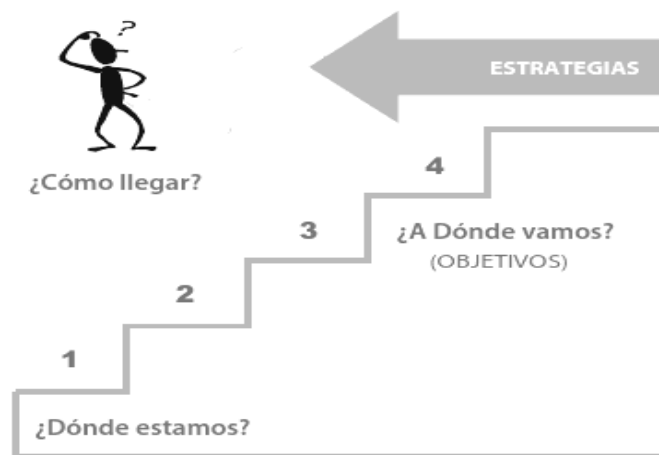 ?
ESTRATEGIAS
¿Cómo llegar?
4
3
¿A Dónde vamos?
(OBJETIVOS)
2
1
¿Dónde estamos?